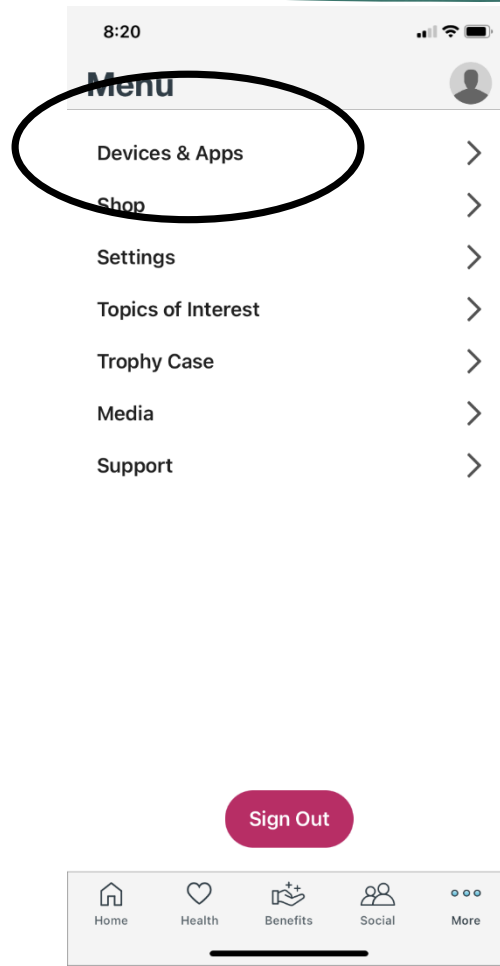 8:20
Menu
Devices & Apps
Shop
Settings
Topics of Interest
Trophy Case
Media
Support
Sign Out
Home Health Benefits Social More